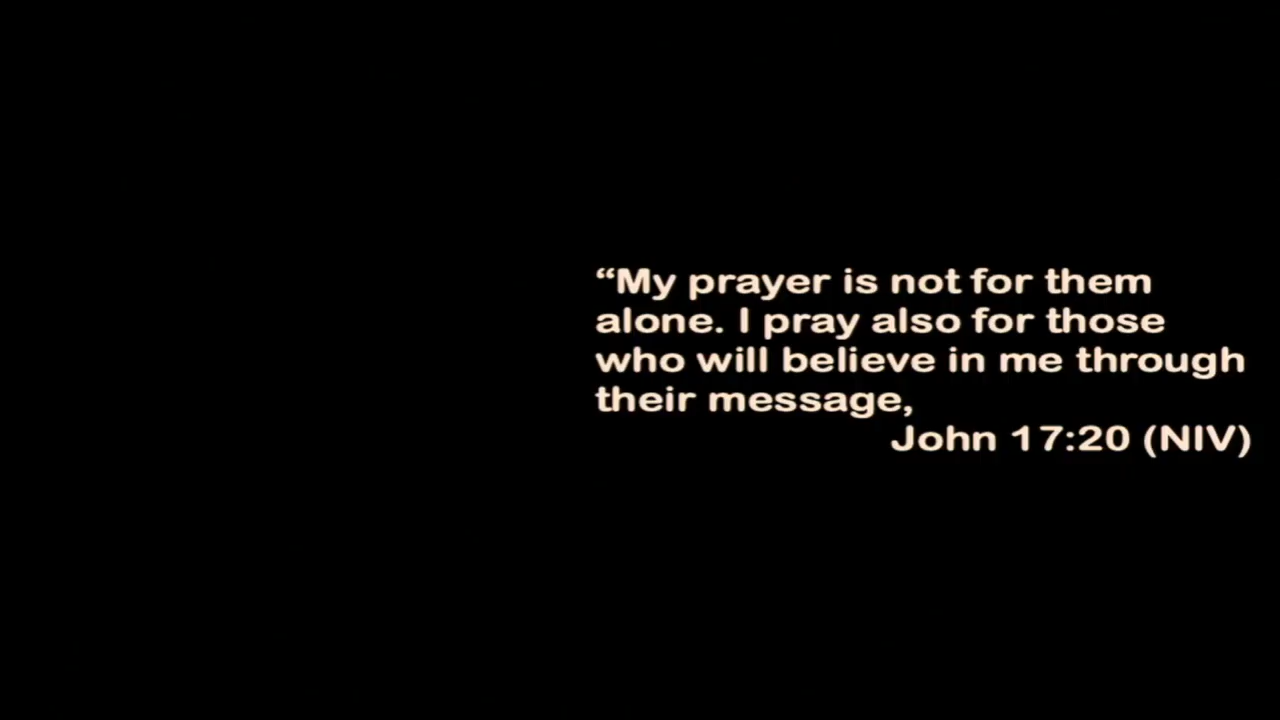 “My prayer is not for them
alone. I pray also for those
who will believe in me through
their message,
John 17:20 (NIV)